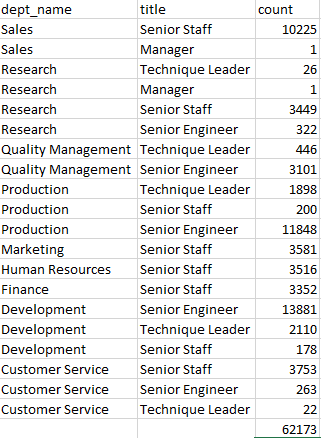 dept_name title count
Sales Senior Staff 10225
Sales Manager 1
Research Technique Leader 26
Research Manager 1
Research Senior Staff 3449
Research Senior Engineer 322
Quality Management Technique Leader 446
Quality Management Senior Engineer 3101
Production Technique Leader 1898
Production Senior Staff 200
Production Senior Engineer 11848
Marketing Senior Staff 3581
Human Resources Senior Staff 3516
Finance Senior Staff 3352
Development Senior Engineer 13881
Development Technique Leader 2110
Development Senior Staff 178
Customer Service Senior Staff 3753
Customer Service Senior Engineer 263
Customer Service Technique Leader 22
62173